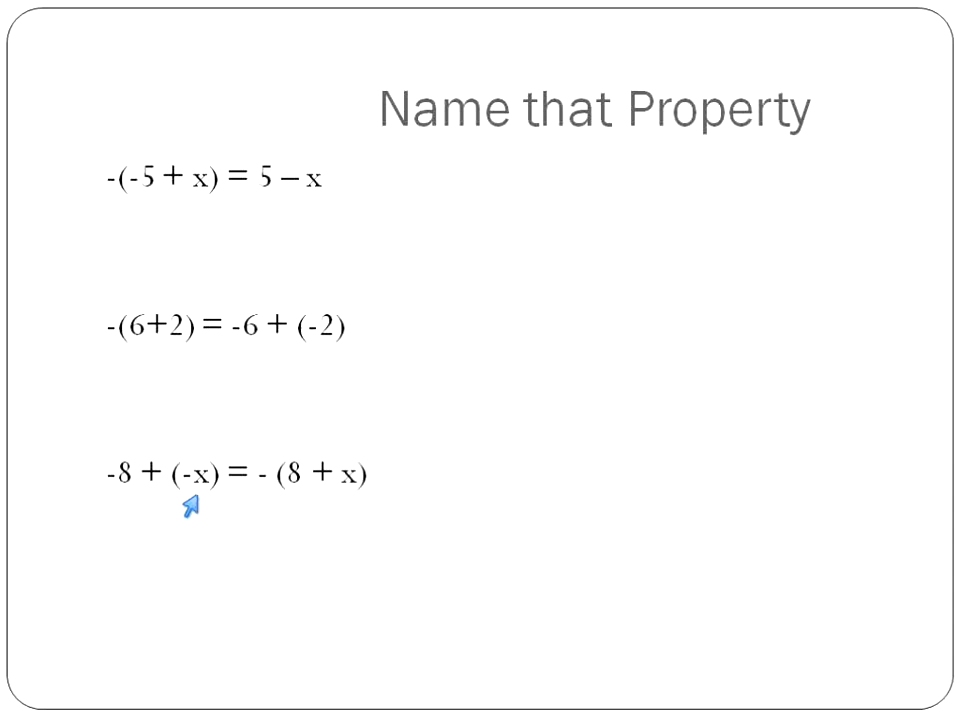 Name that Property
-(-5 + x) = 5 – x
-(6+2) = -6 + (-2)
-8 + (-x) = - (8 + x)